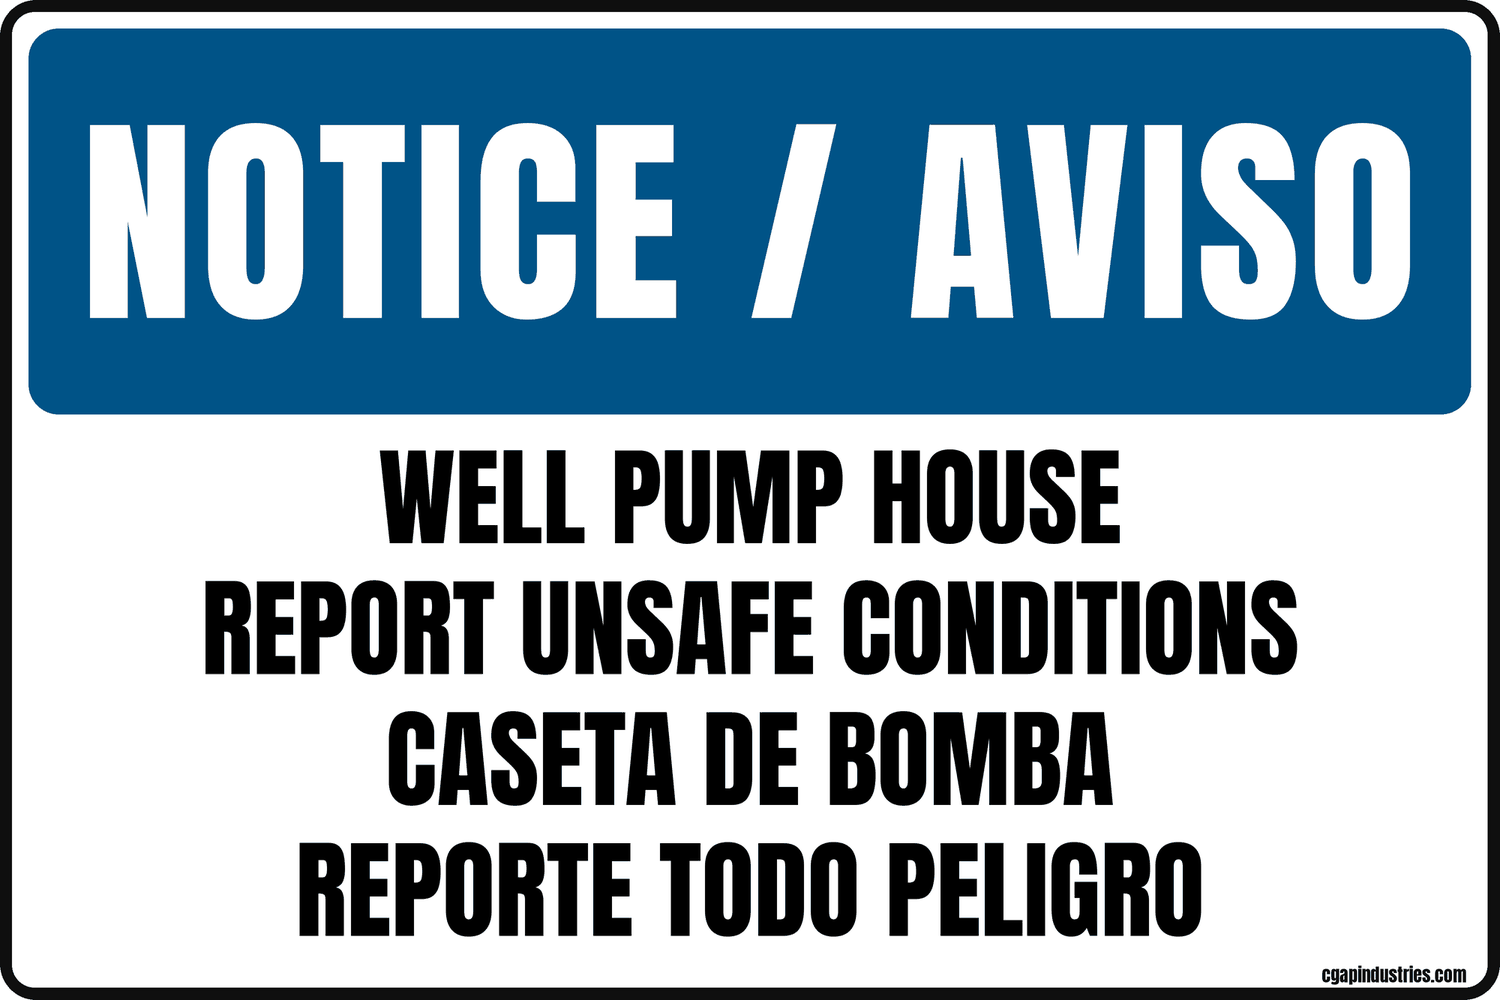 NOTICE / AVISO
WELL PUMP HOUSE
REPORT UNSAFE CONDITIONS
CASETA DE BOMBA
REPORTE TODO PELIGRO
cgapindustries.com